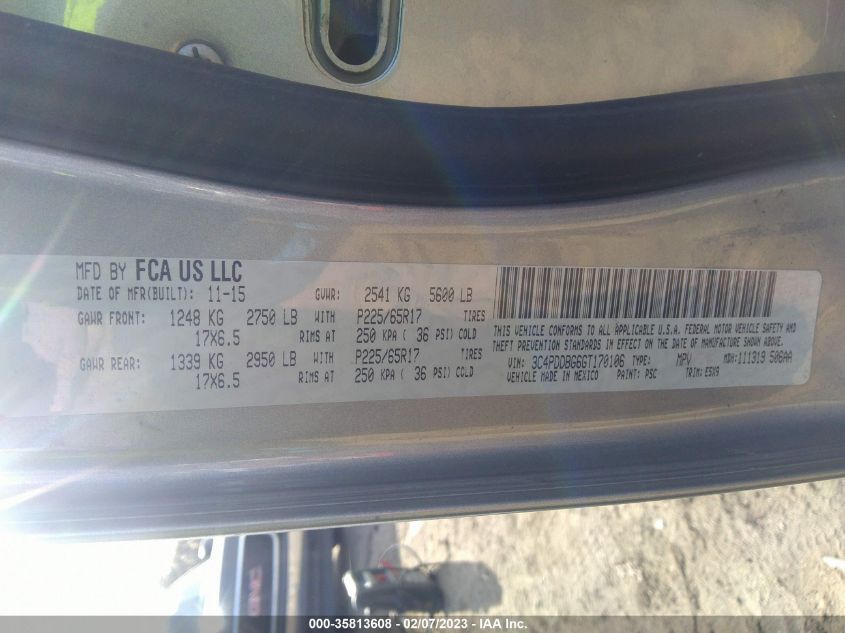 MFD BY FCA US LLC
DATE OF MFR(BUILT): 11-15 GVWR: 2541 KG 5600 LB
GAWR FRONT: 1248 KG 2750 LB WITH P225/65R17 TIRES
17X6.5 RIMS AT 250 KPA ( 36 PSI) COLD
GAWR REAR: 1339 KG 2950 LB WITH P225/65R17 TIRES
17X6.5 RIMS AT 250 KPA ( 36 PSI) COLD
THIS VEHICLE CONFORMS TO ALL APPLICABLE U.S.A. FEDERAL MOTOR VEHICLE SAFETY AND
THEFT PREVENTION STANDARDS IN EFFECT ON THE DATE OF MANUFACTURE SHOWN ABOVE.
VIN: 3C4PDDBG6GT170106 TYPE: MPV MDH: 111319 506AA
VEHICLE MADE IN MEXICO PAINT: PSC TRIM: E5X9
GMC
000-35813608 - 02/07/2023 - IAA Inc.